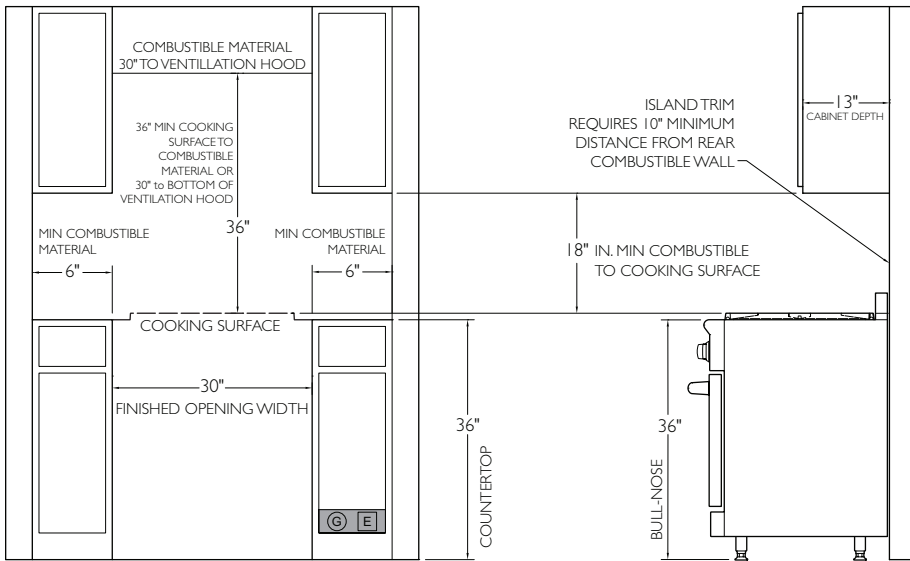 COMBUSTIBLE MATERIAL
30" TO VENTILLATION HOOD
36" MIN COOKING
SURFACE TO
COMBUSTIBLE
MATERIAL OR
30" to BOTTOM OF
VENTILATION HOOD
36"
MIN COMBUSTIBLE
MATERIAL
6"
MIN COMBUSTIBLE
MATERIAL
6"
COOKING SURFACE
30"
FINISHED OPENING WIDTH
G E
36"
COUNTERTOP
18" IN. MIN COMBUSTIBLE
TO COOKING SURFACE
ISLAND TRIM
REQUIRES 10" MINIMUM
DISTANCE FROM REAR
COMBUSTIBLE WALL
13"
CABINET DEPTH
36"
BULL-NOSE